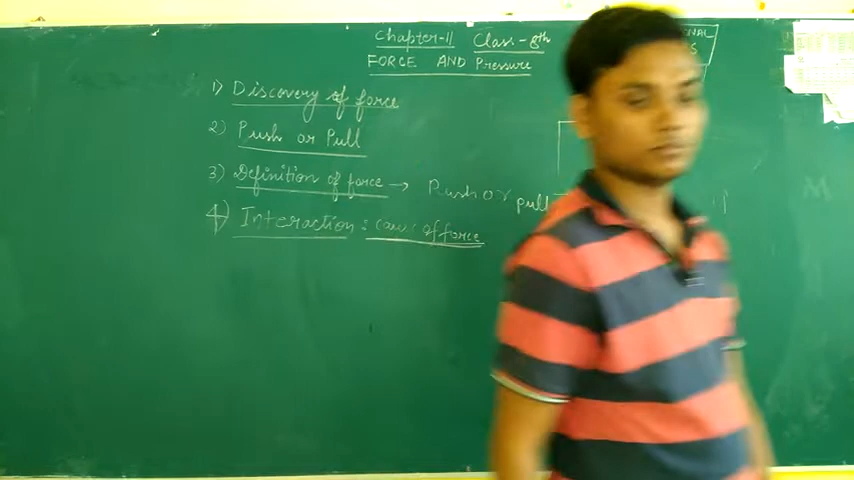 Chapter-11 Class-8th
FORCE AND Pressure
1) Discovery of force
2) Push or Pull
3) Definition of force → Push or pull
4) Interaction : Cause of force